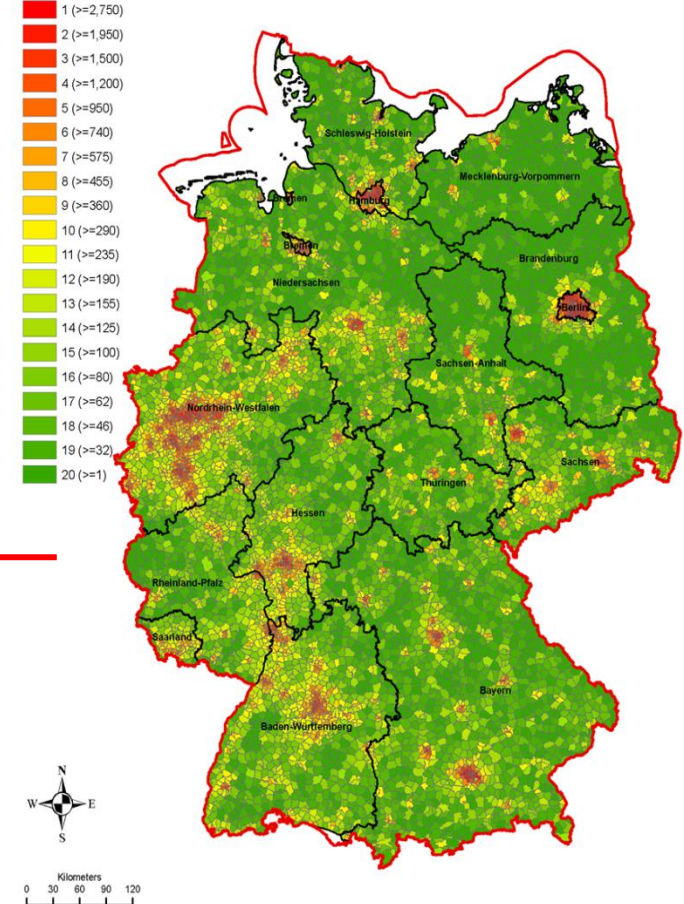 1 (>=2,750)
2 (>=1,950)
3 (>=1,500)
4 (>=1,200)
5 (>=950)
6 (>=740)
7 (>=575)
8 (>=455)
9 (>=360)
10 (>=290)
11 (>=235)
12 (>=190)
13 (>=155)
14 (>=125)
15 (>=100)
16 (>=80)
17 (>=62)
18 (>=46)
19 (>=32)
20 (>=1)
Schleswig-Holstein
Mecklenburg-Vorpommern
Bremen
Hamburg
Bremen
Brandenburg
Niedersachsen
Berlin
Sachsen-Anhalt
Nordrhein-Westfalen
Sachsen
Thüringen
Hessen
Rheinland-Pfalz
Saarland
Bayern
Baden-Württemberg
N
W E
S
Kilometers
0 30 60 90 120